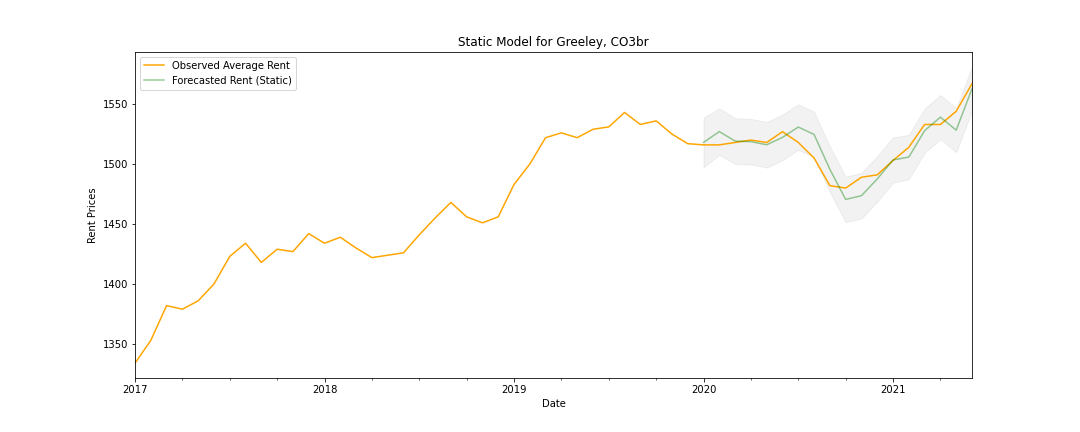 Static Model for Greeley, CO3br
Observed Average Rent
Forecasted Rent (Static)
Rent Prices
1550
1500
1450
1400
1350
2017
2018
2019
2020
2021
Date